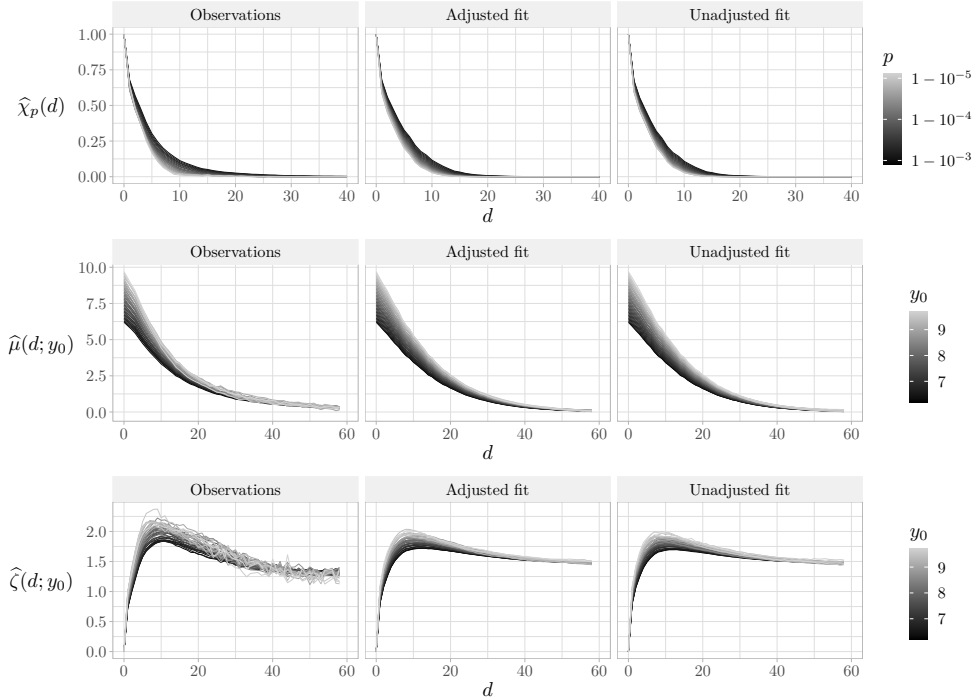 Observations Adjusted fit Unadjusted fit
1.00
0.75
0.50
0.25
0.00
χ̂ₚ(d)
0 10 20 30 40 0 10 20 30 40 0 10 20 30 40
d
p
1 − 10⁻⁵
1 − 10⁻⁴
1 − 10⁻³
Observations Adjusted fit Unadjusted fit
10.0
7.5
5.0
2.5
0.0
μ̂(d; y₀)
0 20 40 60 0 20 40 60 0 20 40 60
d
y₀
9
8
7
Observations Adjusted fit Unadjusted fit
2.0
1.5
1.0
0.5
0.0
ζ̂(d; y₀)
0 20 40 60 0 20 40 60 0 20 40 60
d
y₀
9
8
7